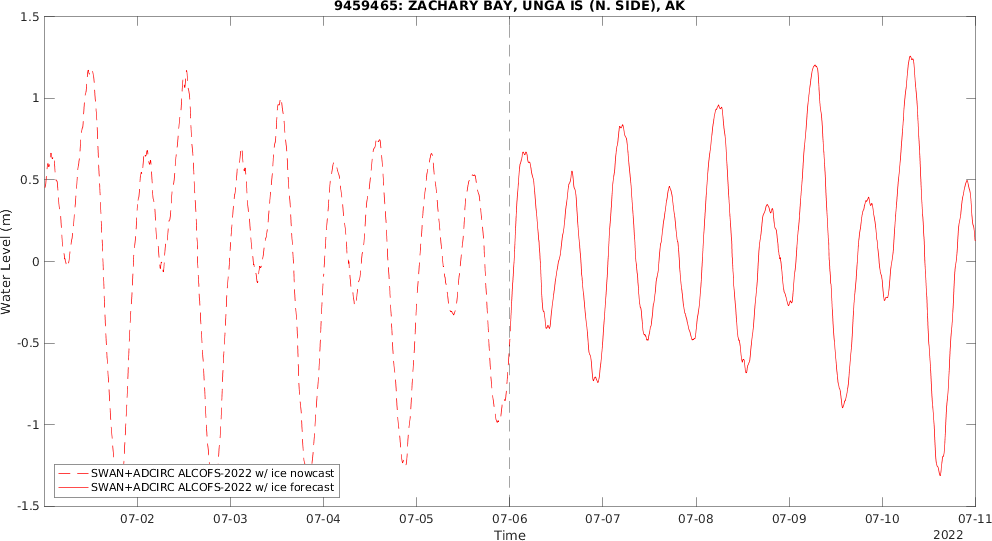 9459465: ZACHARY BAY, UNGA IS (N. SIDE), AK
1.5
1
0.5
0
-0.5
-1
-1.5
Water Level (m)
SWAN+ADCIRC ALCOFS-2022 w/ ice nowcast
SWAN+ADCIRC ALCOFS-2022 w/ ice forecast
07-02 07-03 07-04 07-05 07-06 07-07 07-08 07-09 07-10 07-11
Time
2022